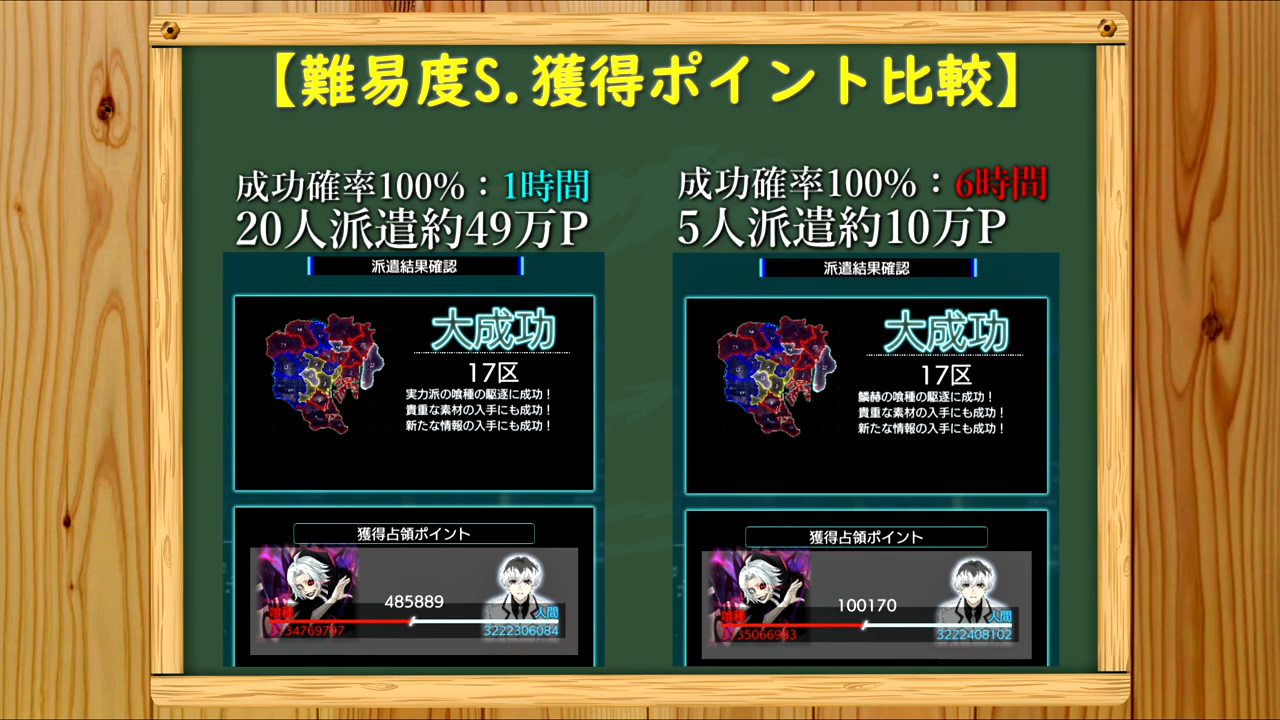 【難易度S.獲得ポイント比較】
成功確率100%：1時間
20人派遣約49万P
派遣結果確認
大成功
17区
実力派の喰種の駆逐に成功！
貴重な素材の入手にも成功！
新たな情報の入手にも成功！
獲得占領ポイント
485889
喰種
人間
3222306084
成功確率100%：6時間
5人派遣約10万P
派遣結果確認
大成功
17区
鱗赫の喰種の駆逐に成功！
貴重な素材の入手にも成功！
新たな情報の入手にも成功！
獲得占領ポイント
100170
喰種
人間
3222408102